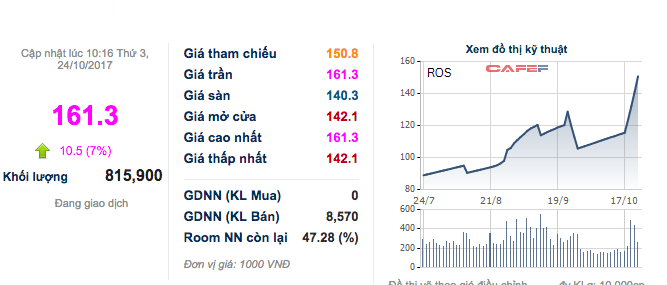 Cập nhật lúc 10:16 Thứ 3,
24/10/2017
161.3
10.5 (7%)
Khối lượng 815,900
Đang giao dịch
Giá tham chiếu 150.8
Giá trần 161.3
Giá sàn 140.3
Giá mở cửa 142.1
Giá cao nhất 161.3
Giá thấp nhất 142.1
GDNN (KL Mua) 0
GDNN (KL Bán) 8,570
Room NN còn lại 47.28 (%)
Đơn vị giá: 1000 VNĐ
Xem đồ thị kỹ thuật
ROS
CAFEF
160
140
120
100
80
24/7 21/8 19/9 17/10
600
400
200
0
Đồ thị vẽ theo giá điều chỉnh đv KLg: 10,000cp